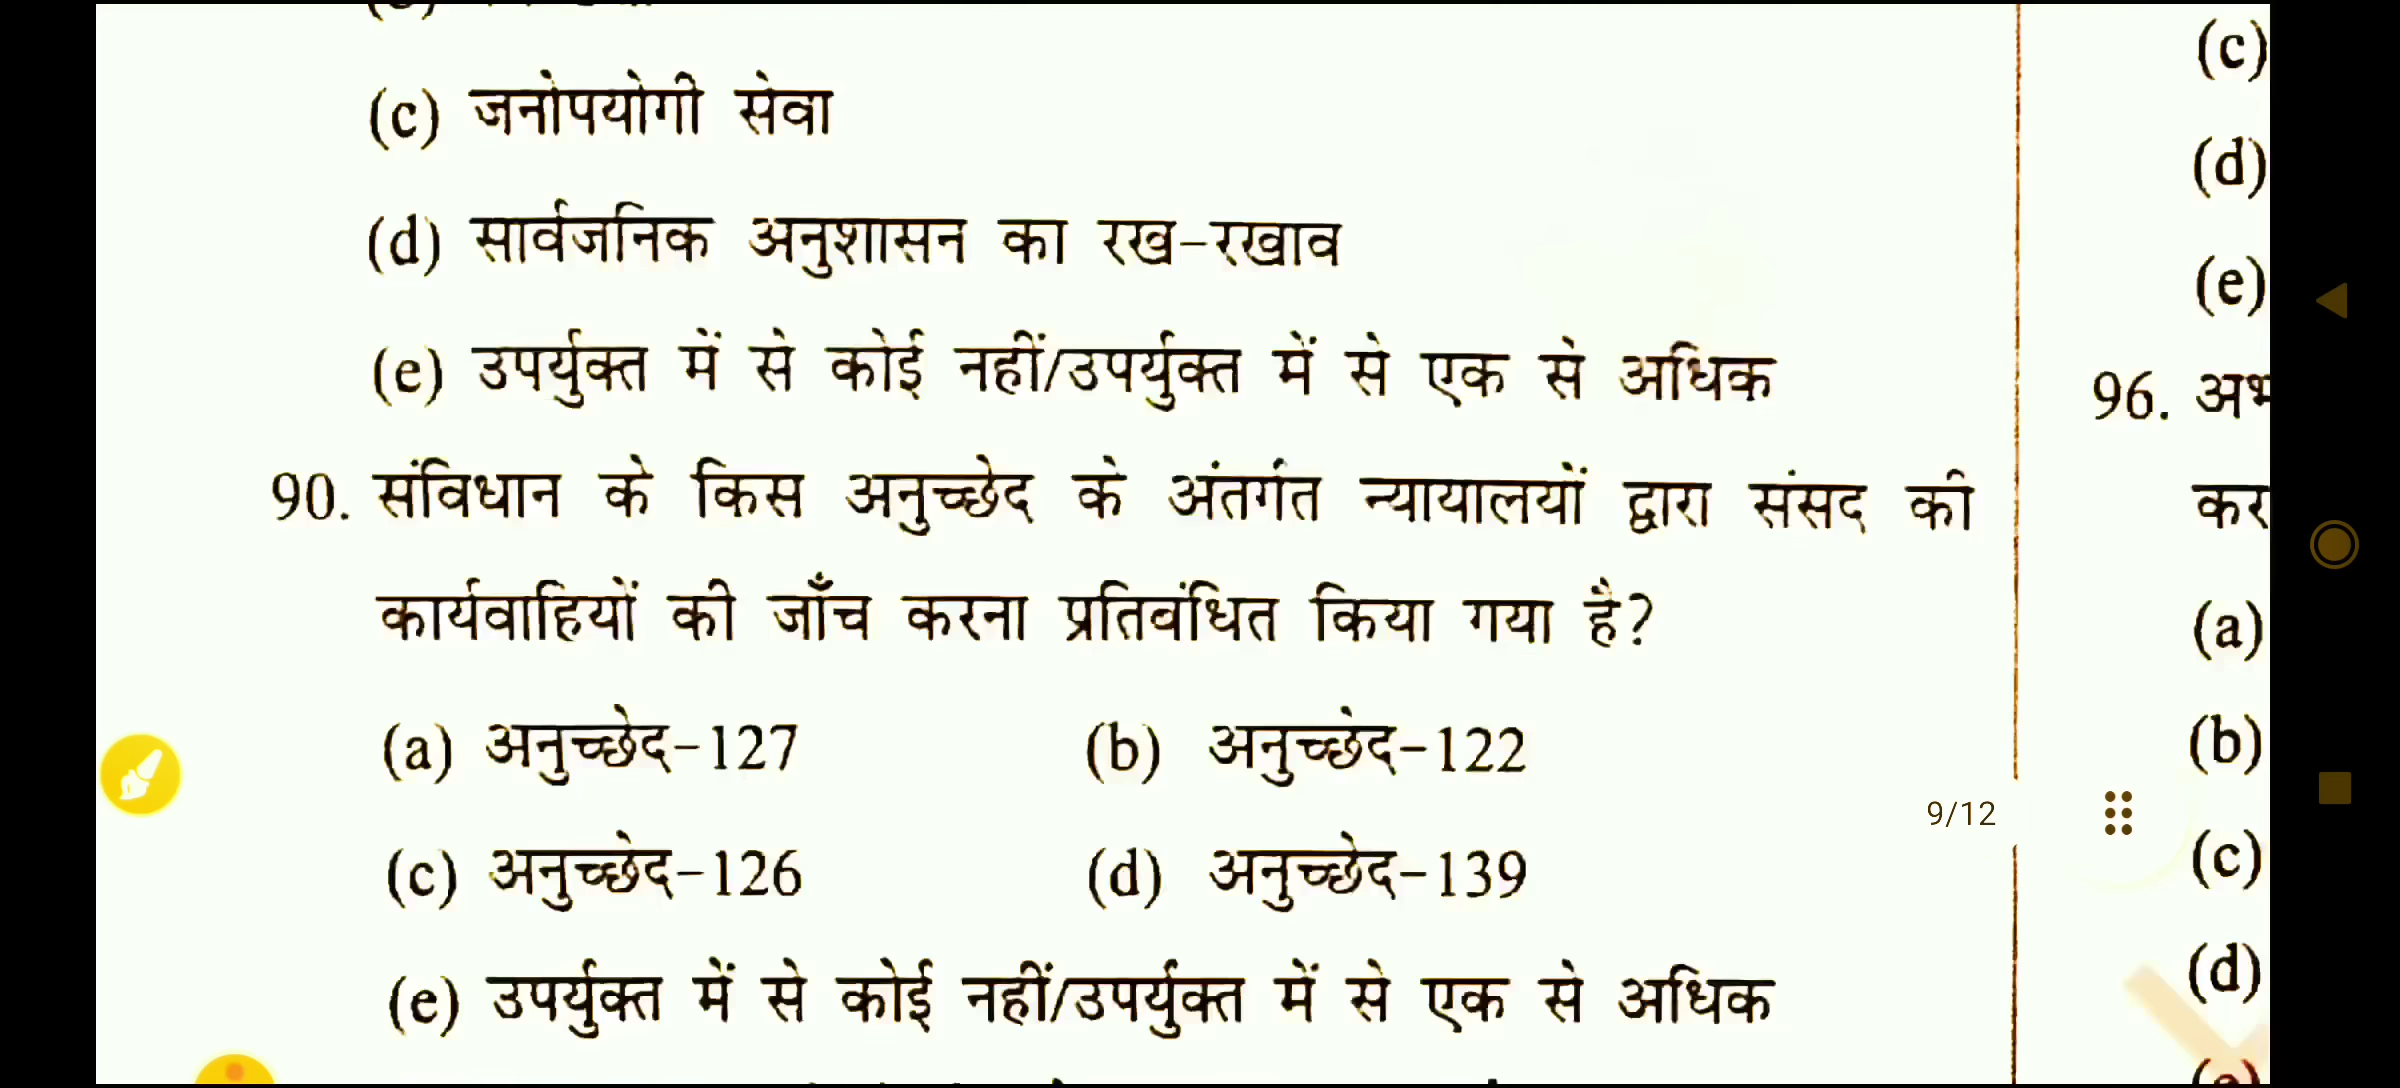 (c) जनोपयोगी सेवा
(d) सार्वजनिक अनुशासन का रख-रखाव
(e) उपर्युक्त में से कोई नहीं/उपर्युक्त में से एक से अधिक
90. संविधान के किस अनुच्छेद के अंतर्गत न्यायालयों द्वारा संसद की
कार्यवाहियों की जाँच करना प्रतिबंधित किया गया है?
(a) अनुच्छेद-127 (b) अनुच्छेद-122
(c) अनुच्छेद-126 (d) अनुच्छेद-139
(e) उपर्युक्त में से कोई नहीं/उपर्युक्त में से एक से अधिक
9/12
(c)
(d)
(e)
96.
कर
(a)
(b)
(c)
(d)